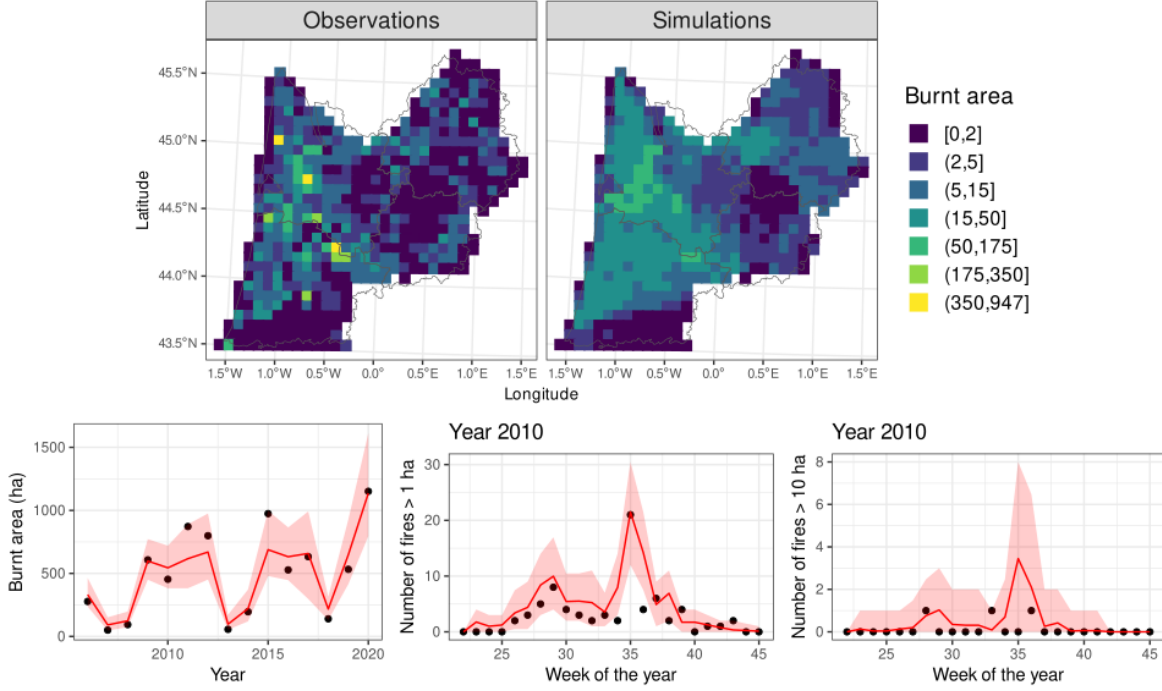 Observations
Simulations
45.5°N
45.0°N
44.5°N
44.0°N
43.5°N
Latitude
1.5°W 1.0°W 0.5°W 0.0° 0.5°E 1.0°E 1.5°E
1.5°W 1.0°W 0.5°W 0.0° 0.5°E 1.0°E 1.5°E
Longitude
Burnt area
[0,2]
(2,5]
(5,15]
(15,50]
(50,175]
(175,350]
(350,947]
1500
1000
500
0
Burnt area (ha)
2010 2015 2020
Year
Year 2010
30
20
10
0
Number of fires > 1 ha
25 30 35 40 45
Week of the year
Year 2010
8
6
4
2
0
Number of fires > 10 ha
25 30 35 40 45
Week of the year